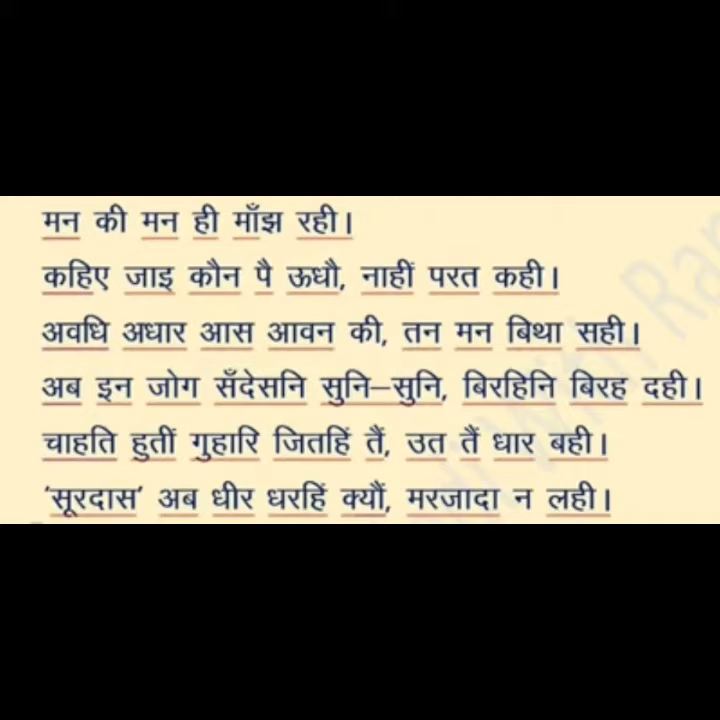 मन की मन ही माँझ रही।
कहिए जाइ कौन पै ऊधौ, नाहीं परत कही।
अवधि अधार आस आवन की, तन मन बिथा सही।
अब इन जोग सँदेसनि सुनि–सुनि, बिरहिनि बिरह दही।
चाहति हुतीं गुहारि जितहिं तैं, उत तैं धार बही।
'सूरदास' अब धीर धरहिं क्यौं, मरजादा न लही।